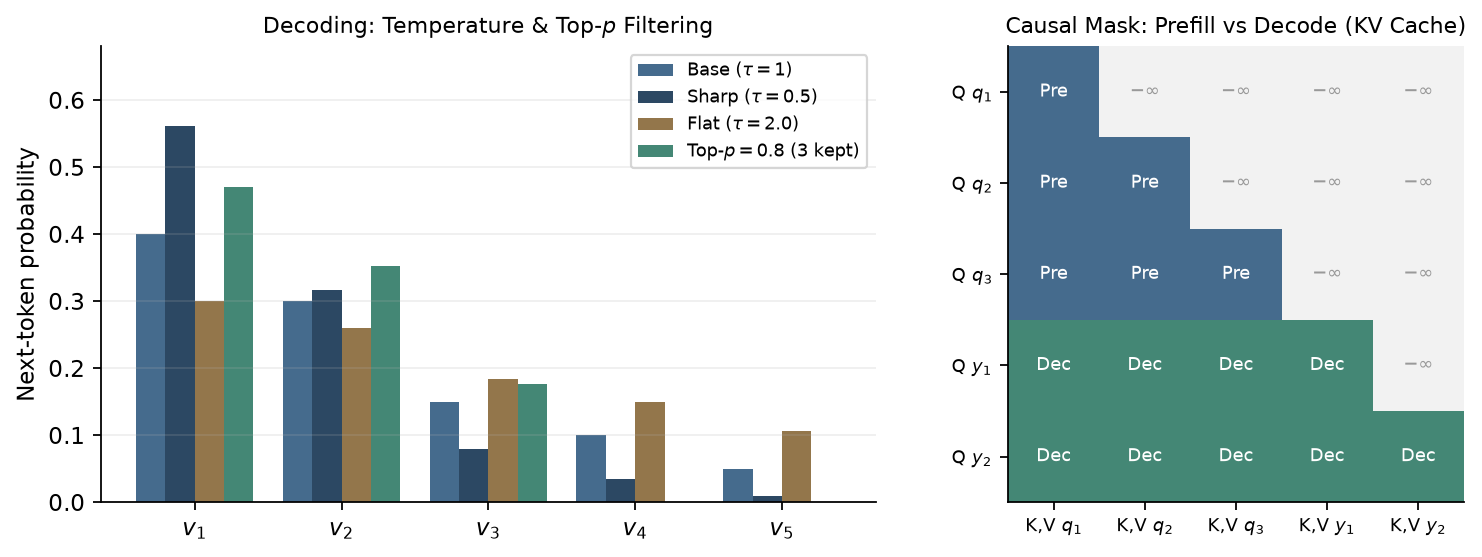 Decoding: Temperature & Top-p Filtering
Next-token probability
0.6
0.5
0.4
0.3
0.2
0.1
0.0
Base (τ = 1)
Sharp (τ = 0.5)
Flat (τ = 2.0)
Top-p = 0.8 (3 kept)
v₁ v₂ v₃ v₄ v₅
Causal Mask: Prefill vs Decode (KV Cache)
Q q₁ Pre −∞ −∞ −∞ −∞
Q q₂ Pre Pre −∞ −∞ −∞
Q q₃ Pre Pre Pre −∞ −∞
Q y₁ Dec Dec Dec Dec −∞
Q y₂ Dec Dec Dec Dec Dec
K,V q₁ K,V q₂ K,V q₃ K,V y₁ K,V y₂